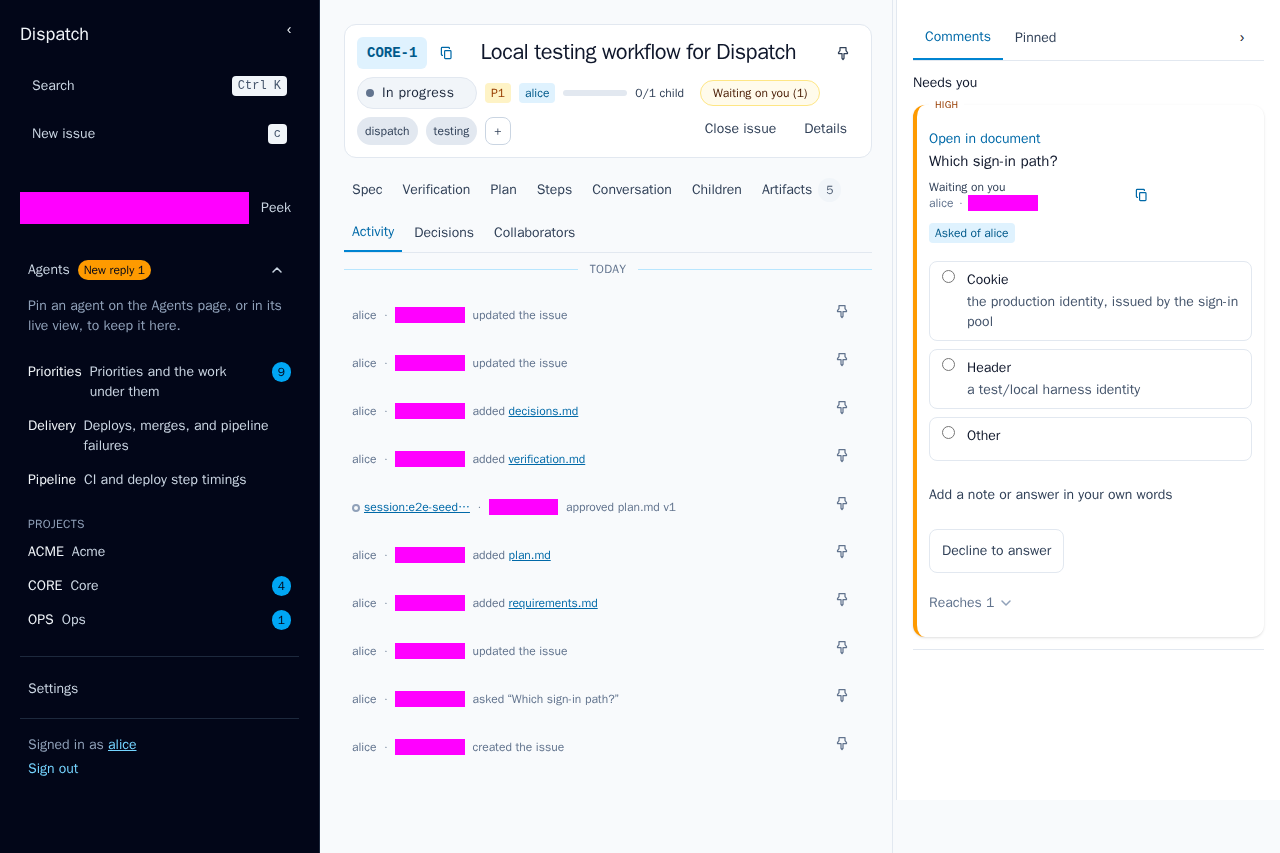 Dispatch
Search
Ctrl K
New issue
C
Peek
Agents
New reply 1
Pin an agent on the Agents page, or in its
live view, to keep it here.
Priorities
Priorities and the work
under them
9
Delivery
Deploys, merges, and pipeline
failures
Pipeline
CI and deploy step timings
PROJECTS
ACME Acme
CORE Core
4
OPS Ops
1
Settings
Signed in as alice
Sign out
CORE-1
Local testing workflow for Dispatch
In progress
P1
alice
0/1 child
Waiting on you (1)
dispatch
testing
+
Close issue
Details
Spec
Verification
Plan
Steps
Conversation
Children
Artifacts
5
Activity
Decisions
Collaborators
TODAY
alice · updated the issue
alice · updated the issue
alice · added decisions.md
alice · added verification.md
session:e2e-seed… · approved plan.md v1
alice · added plan.md
alice · added requirements.md
alice · updated the issue
alice · asked “Which sign-in path?”
alice · created the issue
Comments
Pinned
Needs you
HIGH
Open in document
Which sign-in path?
Waiting on you
alice ·
Asked of alice
Cookie
the production identity, issued by the sign-in
pool
Header
a test/local harness identity
Other
Add a note or answer in your own words
Decline to answer
Reaches 1